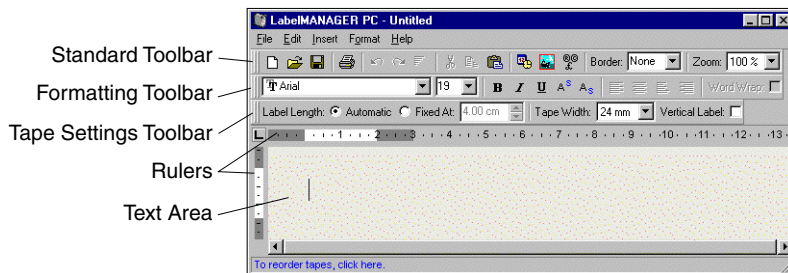 LabelMANAGER PC - Untitled
File Edit Insert Format Help
Standard Toolbar
Border: None Zoom: 100 %
Formatting Toolbar
Arial 19 B I U A S A S Word Wrap:
Tape Settings Toolbar
Label Length: Automatic Fixed At: 4.00 cm Tape Width: 24 mm Vertical Label:
L 1 2 3 4 5 6 7 8 9 10 11 12 13
Rulers
Text Area
To reorder tapes, click here.